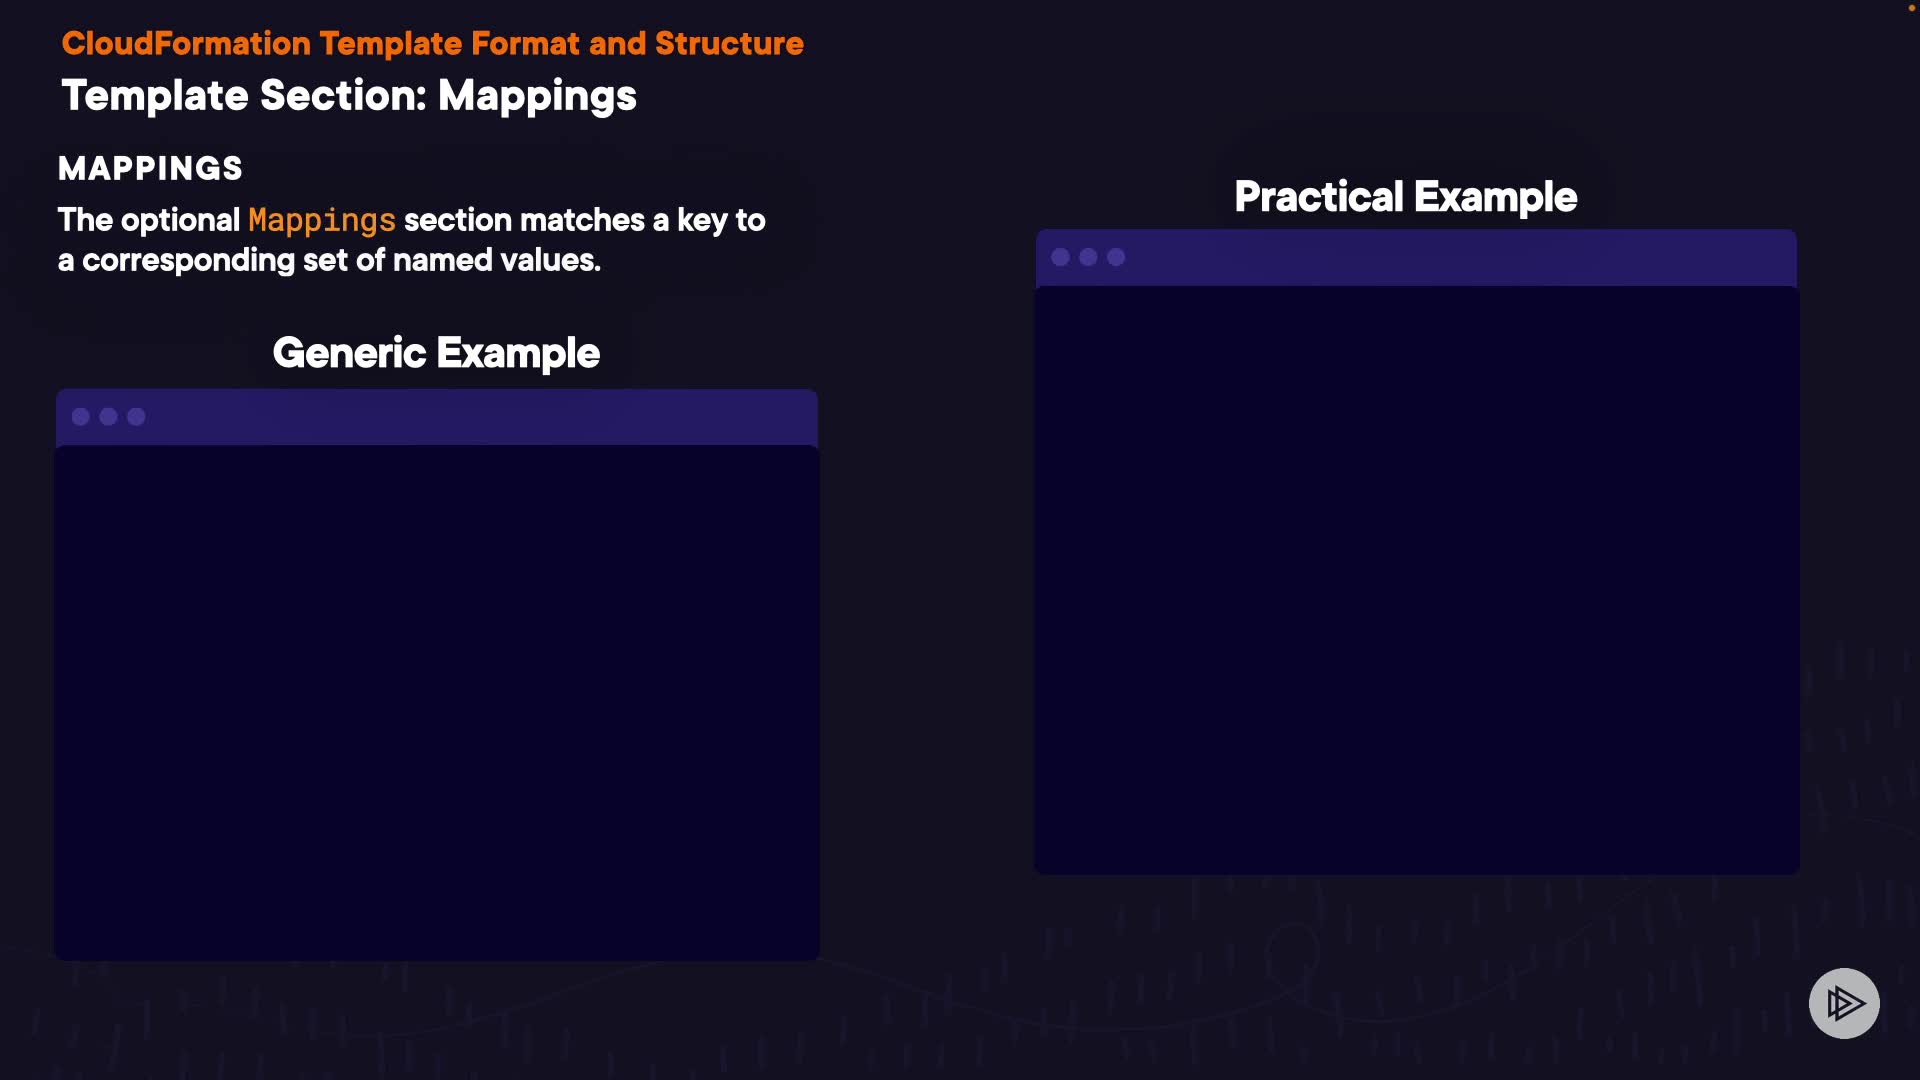 CloudFormation Template Format and Structure
Template Section: Mappings
MAPPINGS
The optional Mappings section matches a key to
a corresponding set of named values.
Generic Example
Practical Example